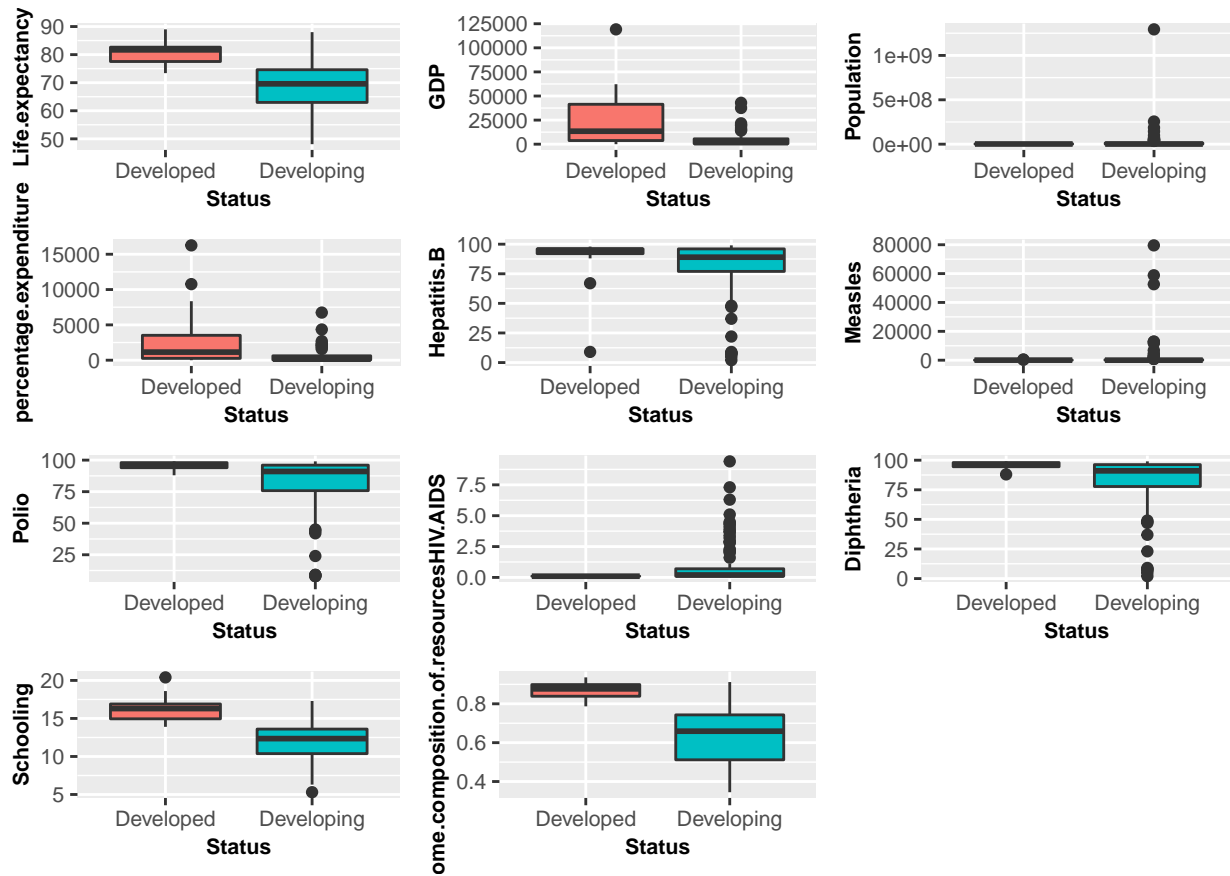 Life.expectancy
90
80
70
60
50
Developed Developing
Status
GDP
125000
100000
75000
50000
25000
0
Developed Developing
Status
Population
1e+09
5e+08
0e+00
Developed Developing
Status
percentage.expenditure
15000
10000
5000
0
Developed Developing
Status
Hepatitis.B
100
75
50
25
0
Developed Developing
Status
Measles
80000
60000
40000
20000
0
Developed Developing
Status
Polio
100
75
50
25
Developed Developing
Status
HIV.AIDS
7.5
5.0
2.5
0.0
Developed Developing
Status
Diphtheria
100
75
50
25
0
Developed Developing
Status
Schooling
20
15
10
5
Developed Developing
Status
ome.composition.of.resources
0.8
0.6
0.4
Developed Developing
Status